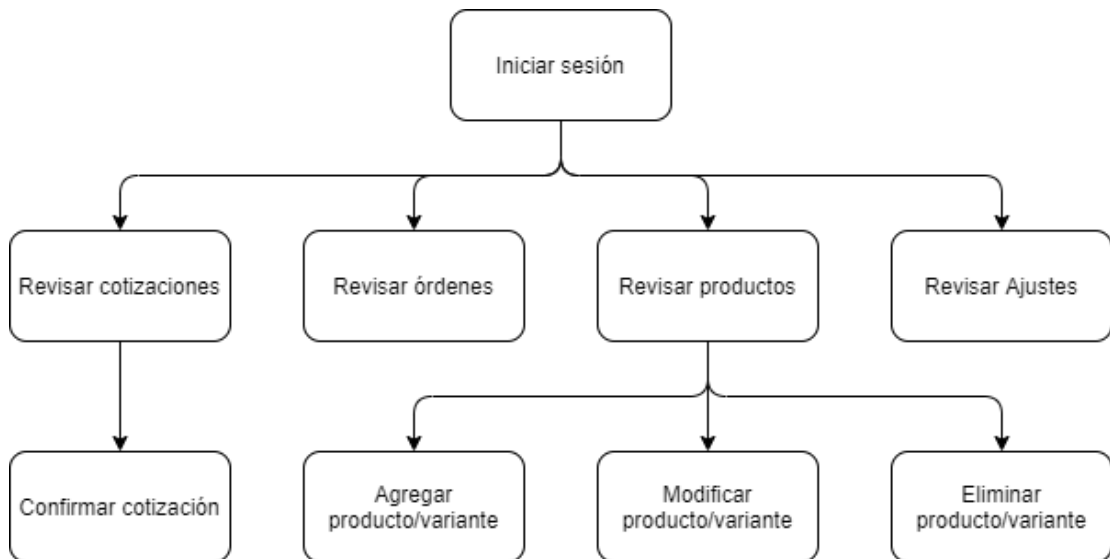 Iniciar sesión
Revisar cotizaciones
Revisar órdenes
Revisar productos
Revisar Ajustes
Confirmar cotización
Agregar
producto/variante
Modificar
producto/variante
Eliminar
producto/variante